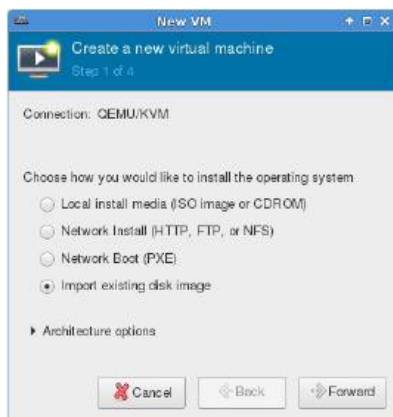 New VM
Create a new virtual machine
Step 1 of 4
Connection: QEMU/KVM
Choose how you would like to install the operating system
Local install media (ISO image or CDROM)
Network Install (HTTP, FTP, or NFS)
Network Boot (PXE)
Import existing disk image
Architecture options
Cancel Back Forward